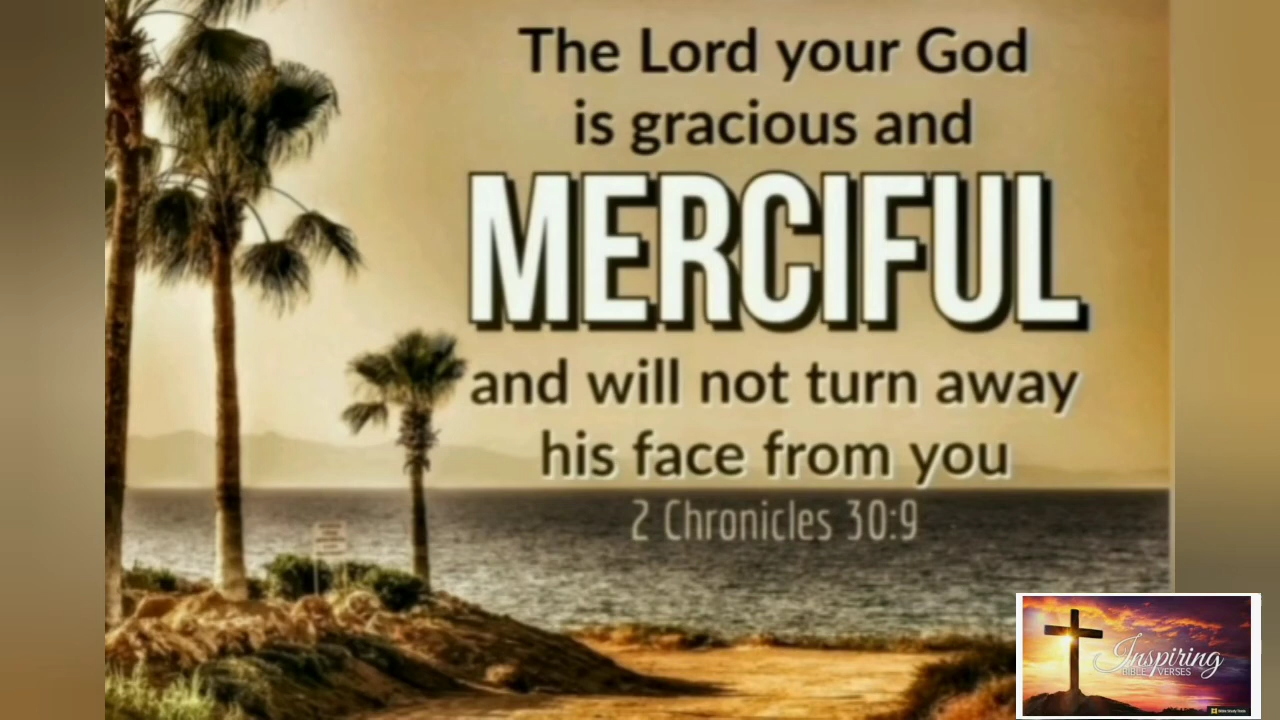 The Lord your God
is gracious and
MERCIFUL
and will not turn away
his face from you
2 Chronicles 30:9
Inspiring
BIBLE VERSES